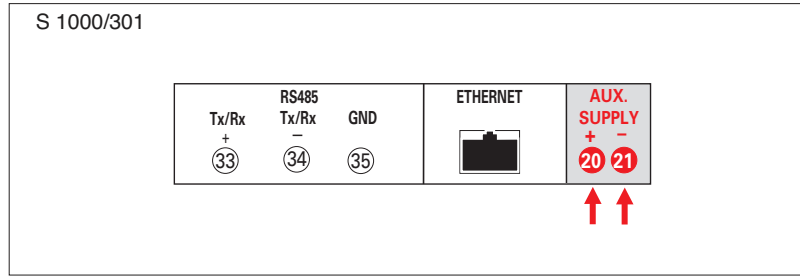 S 1000/301
RS485
ETHERNET
AUX.
SUPPLY
Tx/Rx Tx/Rx GND
+ − + −
33 34 35 20 21